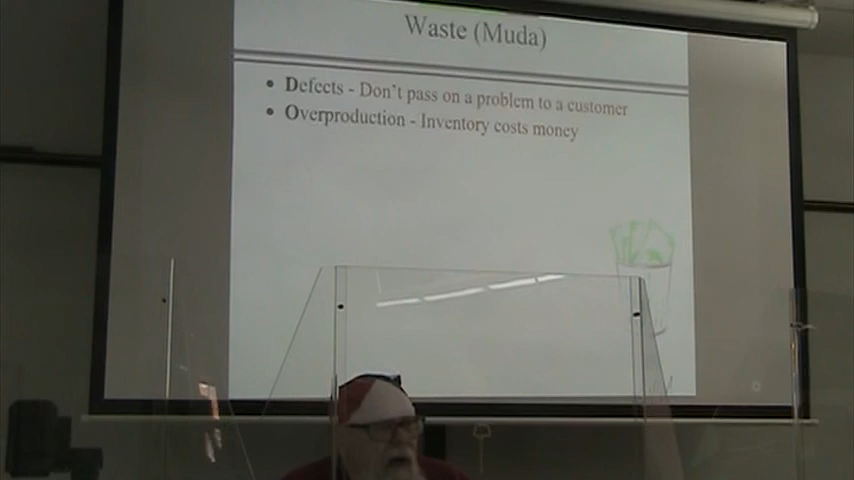 Waste (Muda)
• Defects - Don't pass on a problem to a customer
• Overproduction - Inventory costs money